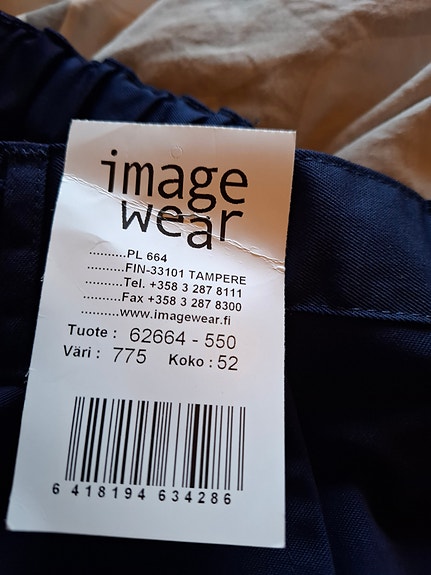 image
wear
..........PL 664
..........FIN-33101 TAMPERE
..........Tel. +358 3 287 8111
..........Fax +358 3 287 8300
..........www.imagewear.fi
Tuote : 62664 - 550
Väri : 775 Koko : 52
6 418194 634286